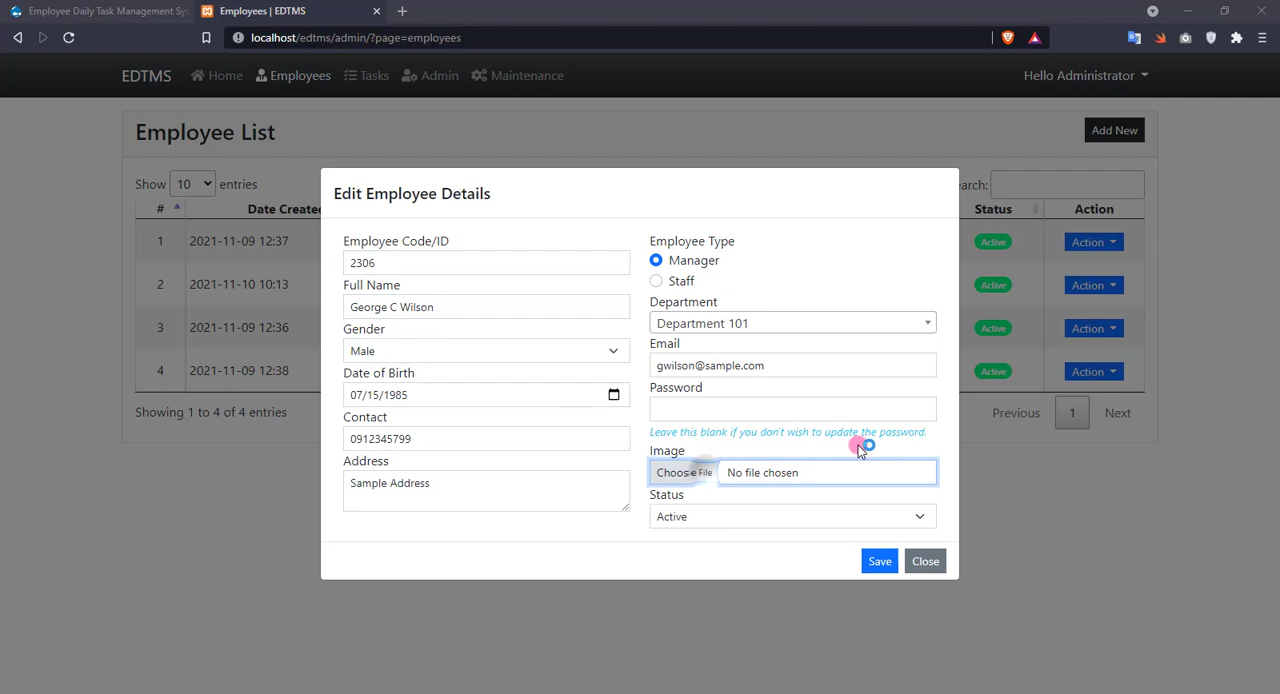 Employee Daily Task Management Sy
Employees | EDTMS
localhost/edtms/admin/?page=employees
EDTMS Home Employees Tasks Admin Maintenance Hello Administrator
Employee List Add New
Show 10 entries earch:
# Date Create Status Action
1 2021-11-09 12:37 Active Action
2 2021-11-10 10:13 Active Action
3 2021-11-09 12:36 Active Action
4 2021-11-09 12:38 Active Action
Showing 1 to 4 of 4 entries Previous 1 Next
Edit Employee Details
Employee Code/ID
2306
Full Name
George C Wilson
Gender
Male
Date of Birth
07/15/1985
Contact
0912345799
Address
Sample Address
Employee Type
Manager
Staff
Department
Department 101
Email
gwilson@sample.com
Password
Leave this blank if you don't wish to update the password.
Image
Choose File No file chosen
Status
Active
Save Close